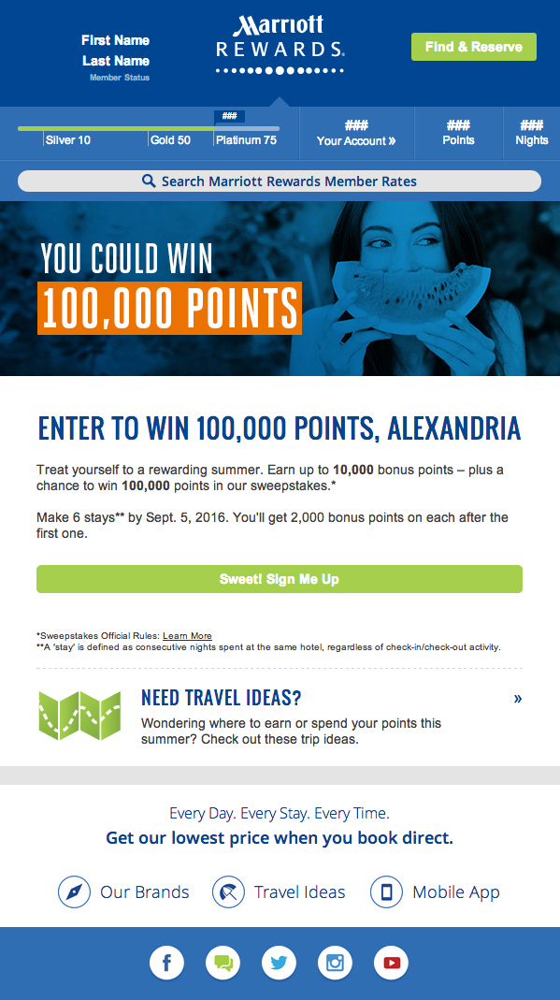 First Name
Last Name
Member Status
Marriott
REWARDS®
Find & Reserve
###
Silver 10
Gold 50
Platinum 75
###
Your Account »
###
Points
###
Nights
Search Marriott Rewards Member Rates
YOU COULD WIN
100,000 POINTS
ENTER TO WIN 100,000 POINTS, ALEXANDRIA
Treat yourself to a rewarding summer. Earn up to 10,000 bonus points – plus a
chance to win 100,000 points in our sweepstakes.*
Make 6 stays** by Sept. 5, 2016. You'll get 2,000 bonus points on each after the
first one.
Sweet! Sign Me Up
*Sweepstakes Official Rules: Learn More
**A 'stay' is defined as consecutive nights spent at the same hotel, regardless of check-in/check-out activity.
NEED TRAVEL IDEAS? »
Wondering where to earn or spend your points this
summer? Check out these trip ideas.
Every Day. Every Stay. Every Time.
Get our lowest price when you book direct.
Our Brands
Travel Ideas
Mobile App